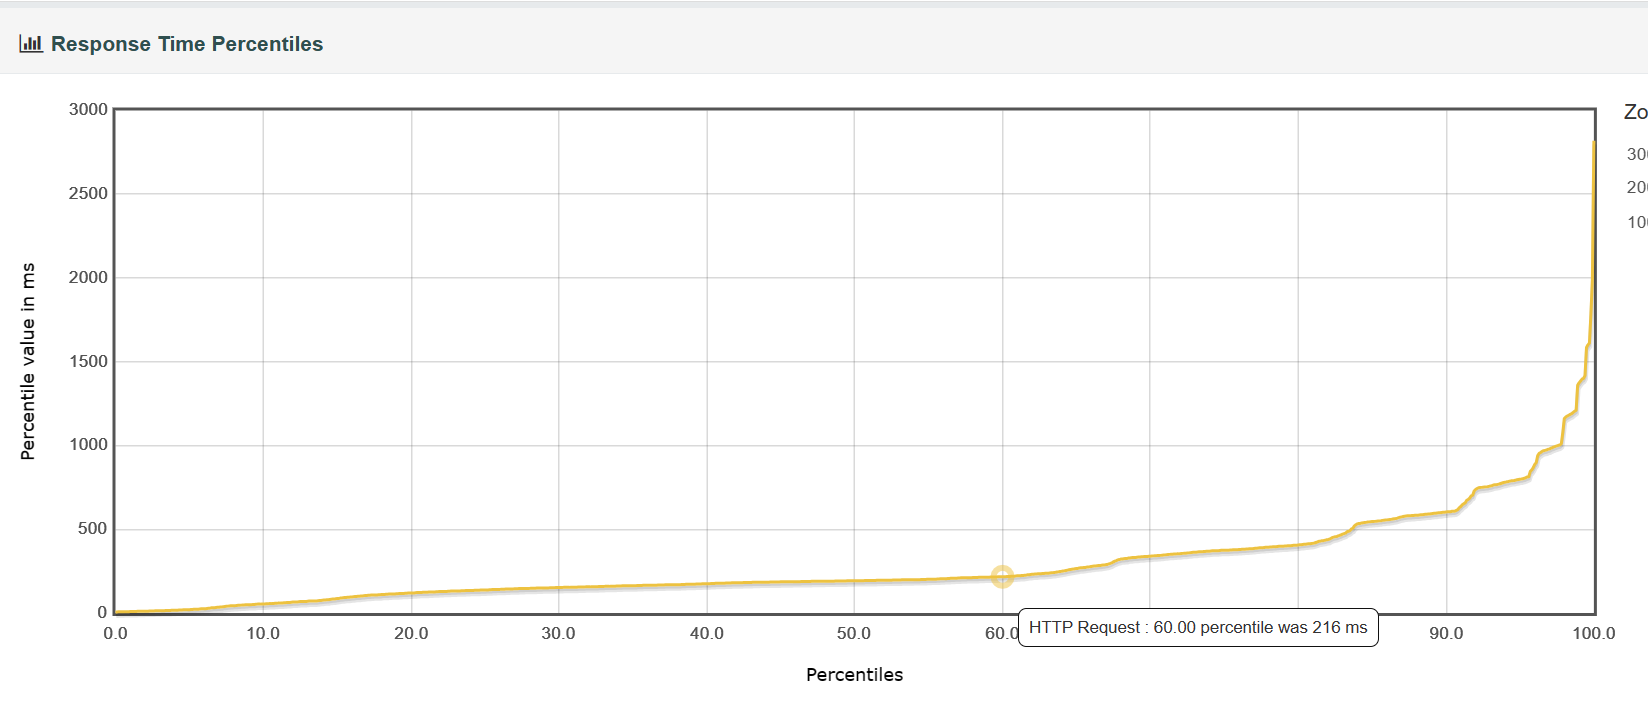 Response Time Percentiles
3000
2500
2000
1500
1000
500
0
Percentile value in ms
0.0 10.0 20.0 30.0 40.0 50.0 60.0 90.0 100.0
HTTP Request : 60.00 percentile was 216 ms
Percentiles